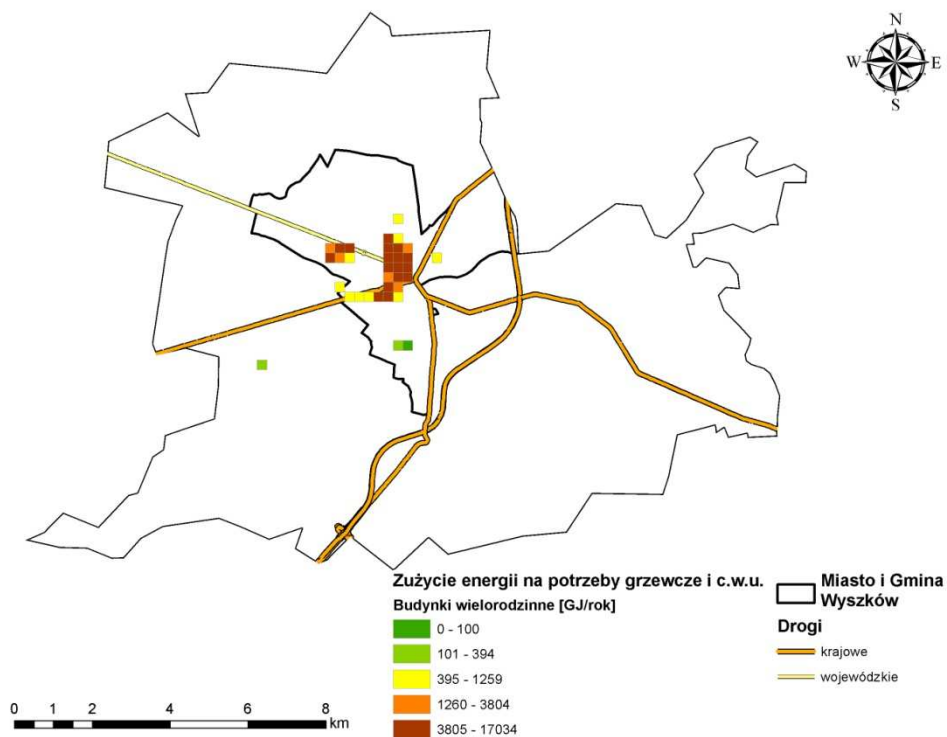 N
W E
S
Zużycie energii na potrzeby grzewcze i c.w.u.
Budynki wielorodzinne [GJ/rok]
0 - 100
101 - 394
395 - 1259
1260 - 3804
3805 - 17034
Miasto i Gmina
Wyszków
Drogi
krajowe
wojewódzkie
0 1 2 4 6 8
km